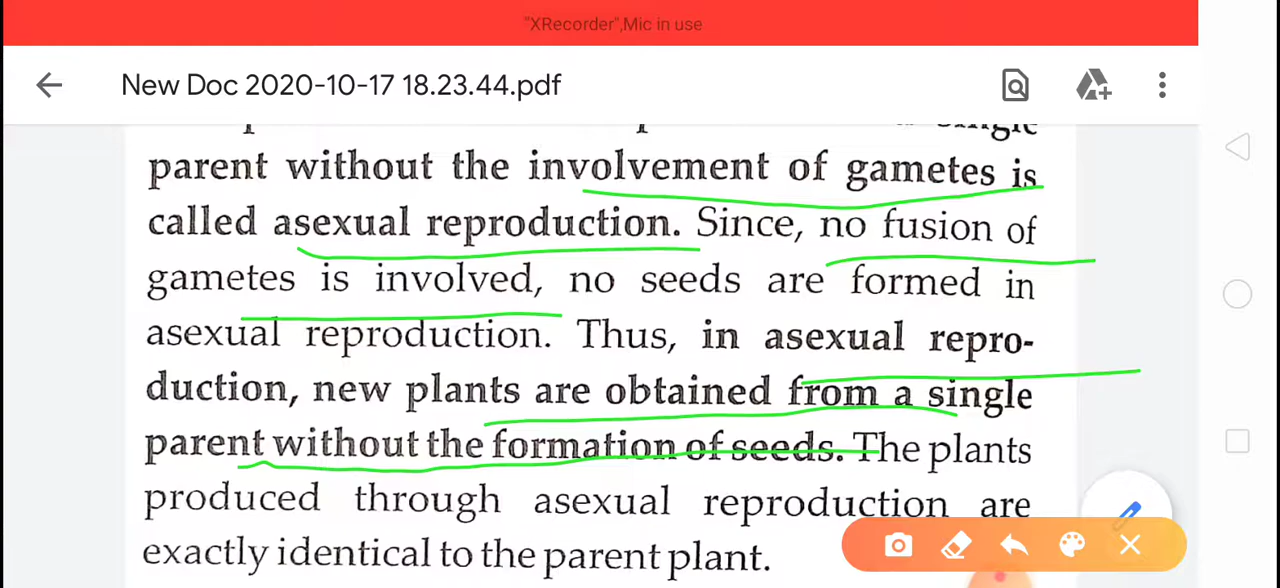 "XRecorder",Mic in use
New Doc 2020-10-17 18.23.44.pdf
single
parent without the involvement of gametes is
called asexual reproduction. Since, no fusion of
gametes is involved, no seeds are formed in
asexual reproduction. Thus, in asexual repro-
duction, new plants are obtained from a single
parent without the formation of seeds. The plants
produced through asexual reproduction are
exactly identical to the parent plant.